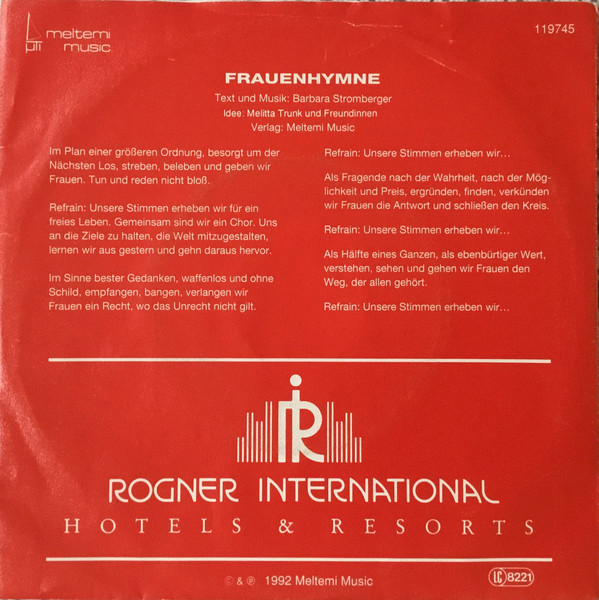 meltemi
music
119745
FRAUENHYMNE
Text und Musik: Barbara Stromberger
Idee: Melitta Trunk und Freundinnen
Verlag: Meltemi Music
Im Plan einer größeren Ordnung, besorgt um der
Nächsten Los, streben, beleben und geben wir
Frauen. Tun und reden nicht bloß.
Refrain: Unsere Stimmen erheben wir für ein
freies Leben. Gemeinsam sind wir ein Chor. Uns
an die Ziele zu halten, die Welt mitzugestalten,
lernen wir aus gestern und gehn daraus hervor.
Im Sinne bester Gedanken, waffenlos und ohne
Schild, empfangen, bangen, verlangen wir
Frauen ein Recht, wo das Unrecht nicht gilt.
Refrain: Unsere Stimmen erheben wir...
Als Fragende nach der Wahrheit, nach der Mög-
lichkeit und Preis, ergründen, finden, verkünden
wir Frauen die Antwort und schließen den Kreis.
Refrain: Unsere Stimmen erheben wir...
Als Hälfte eines Ganzen, als ebenbürtiger Wert,
verstehen, sehen und gehen wir Frauen den
Weg, der allen gehört.
Refrain: Unsere Stimmen erheben wir...
ROGNER INTERNATIONAL
HOTELS & RESORTS
© & ℗ 1992 Meltemi Music
LC 8221